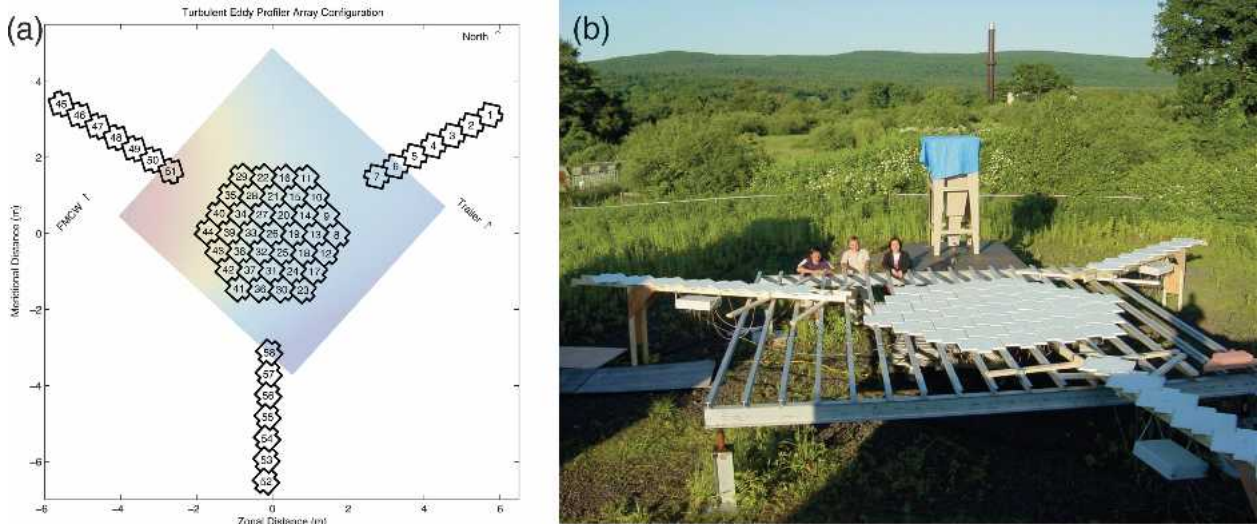 Turbulent Eddy Profiler Array Configuration
(a)
(b)
North
4
2
0
−2
−4
−6
Meridional Distance (m)
45
46
47
48
49
50
51
1
2
3
4
5
6
7
FMCW
Trailer
29 22 16 11
35 28 21 15 10
40 34 27 20 14 9
44 39 33 26 19 13 8
43 38 32 25 18 12
42 37 31 24 17
41 36 30 23
58
57
56
55
54
53
52
−6 −4 −2 0 2 4 6
Zonal Distance (m)